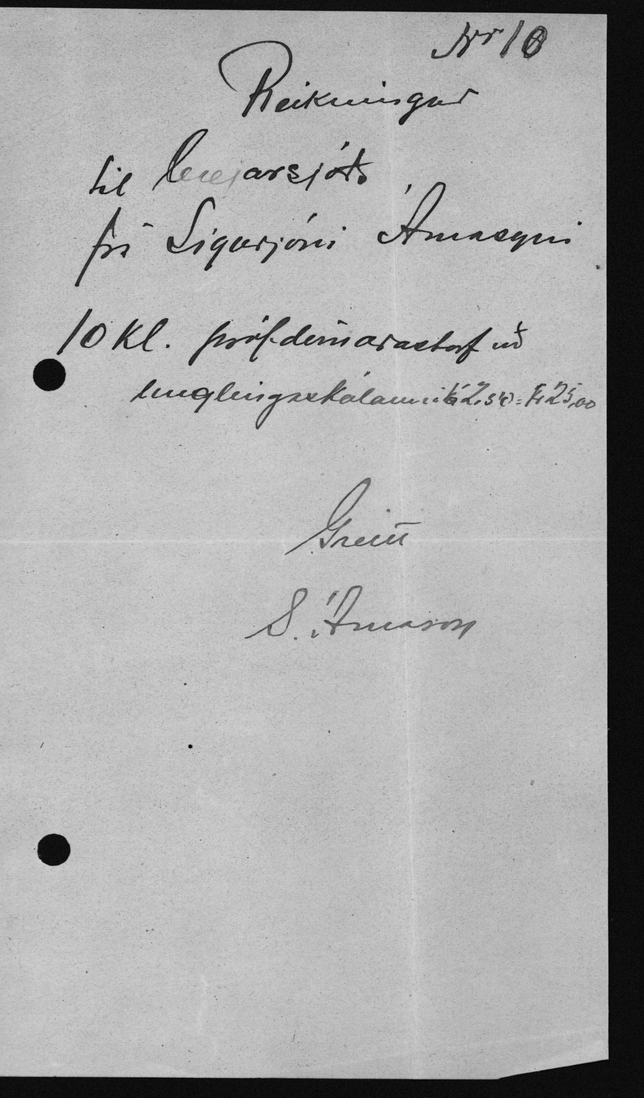 Nr 10
Reikningur
til bæjarsjóðs
frá Sigurjóni Árnasyni
10 kl. prófdómarastarf við
unglingaskólann á 2,50 = kr 25,00
Greitt
S. Árnason